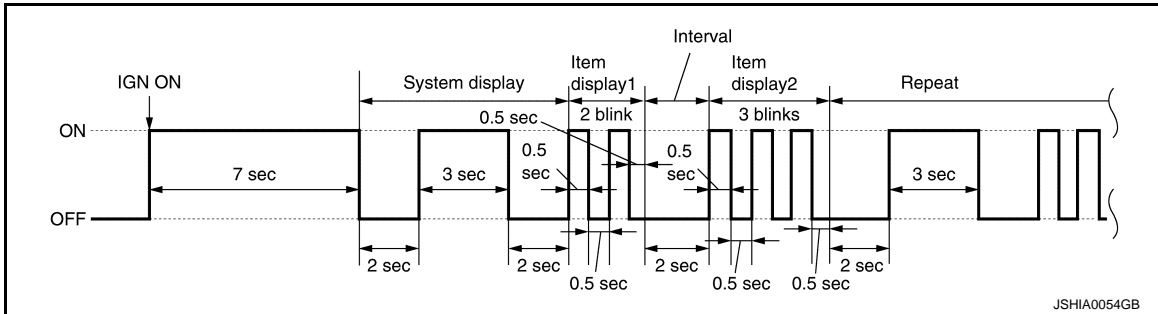 Interval
IGN ON
System display
Item
display1
Item
display2
Repeat
2 blink
3 blinks
0.5 sec
ON
0.5
sec
0.5
sec
7 sec
3 sec
3 sec
OFF
2 sec
2 sec
0.5 sec
2 sec
0.5 sec
0.5 sec
2 sec
JSHIA0054GB